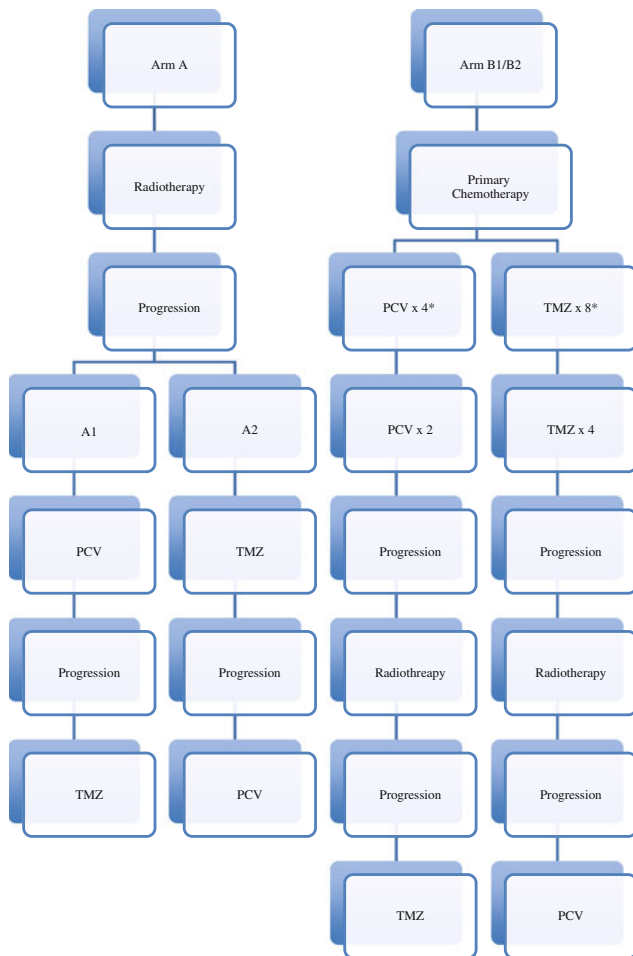 Arm A
Arm B1/B2
Radiotherapy
Primary
Chemotherapy
Progression
PCV x 4*
TMZ x 8*
A1
A2
PCV x 2
TMZ x 4
PCV
TMZ
Progression
Progression
Progression
Progression
Radiothreapy
Radiotherapy
TMZ
PCV
Progression
Progression
TMZ
PCV